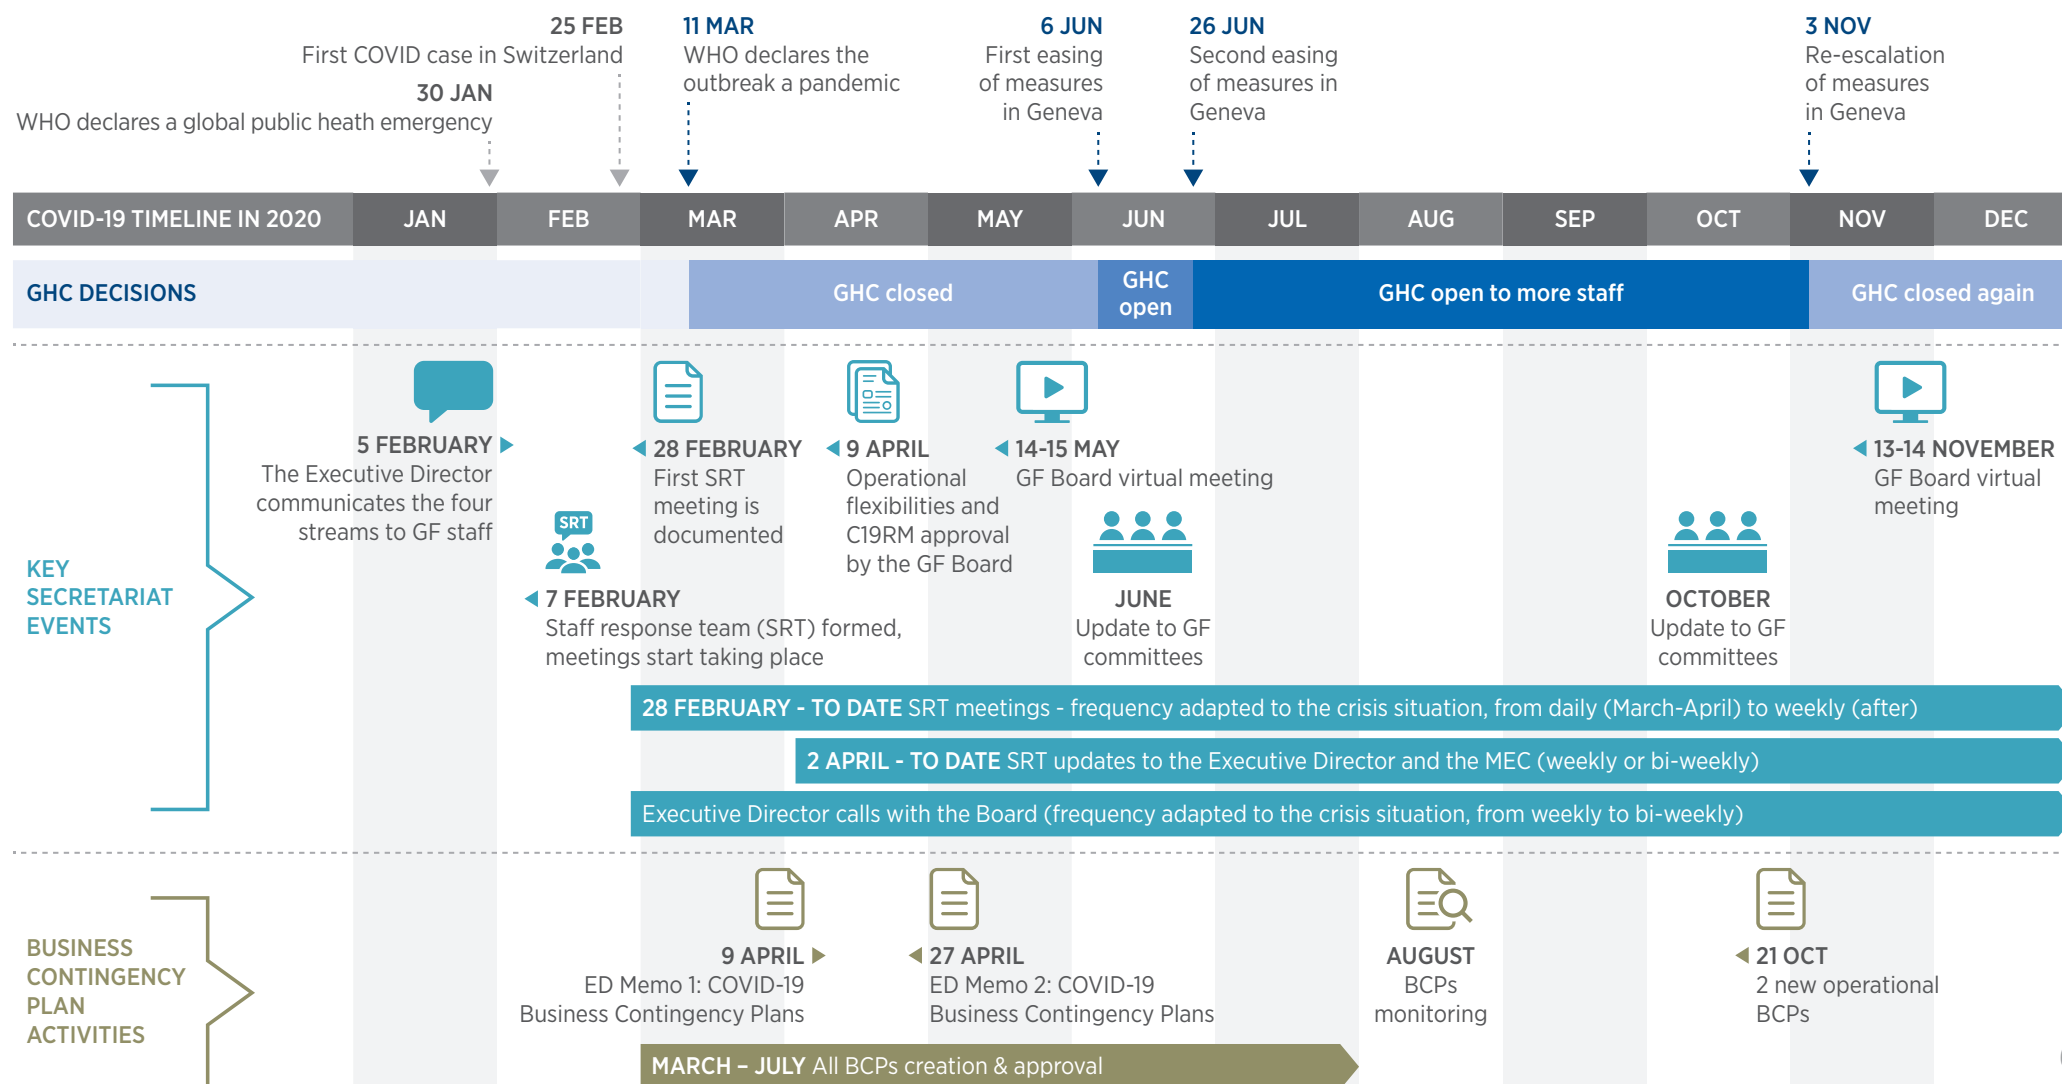 25 FEB
First COVID case in Switzerland
30 JAN
WHO declares a global public heath emergency
11 MAR
WHO declares the
outbreak a pandemic
6 JUN
First easing
of measures
in Geneva
26 JUN
Second easing
of measures in
Geneva
3 NOV
Re-escalation
of measures
in Geneva
COVID-19 TIMELINE IN 2020 JAN FEB MAR APR MAY JUN JUL AUG SEP OCT NOV DEC
GHC DECISIONS
GHC closed
GHC
open
GHC open to more staff
GHC closed again
KEY
SECRETARIAT
EVENTS
5 FEBRUARY
The Executive Director
communicates the four
streams to GF staff
SRT
7 FEBRUARY
Staff response team (SRT) formed,
meetings start taking place
28 FEBRUARY
First SRT
meeting is
documented
9 APRIL
Operational
flexibilities and
C19RM approval
by the GF Board
14-15 MAY
GF Board virtual meeting
JUNE
Update to GF
committees
OCTOBER
Update to GF
committees
13-14 NOVEMBER
GF Board virtual
meeting
28 FEBRUARY - TO DATE SRT meetings - frequency adapted to the crisis situation, from daily (March-April) to weekly (after)
2 APRIL - TO DATE SRT updates to the Executive Director and the MEC (weekly or bi-weekly)
Executive Director calls with the Board (frequency adapted to the crisis situation, from weekly to bi-weekly)
BUSINESS
CONTINGENCY
PLAN
ACTIVITIES
9 APRIL
ED Memo 1: COVID-19
Business Contingency Plans
27 APRIL
ED Memo 2: COVID-19
Business Contingency Plans
AUGUST
BCPs
monitoring
21 OCT
2 new operational
BCPs
MARCH – JULY All BCPs creation & approval